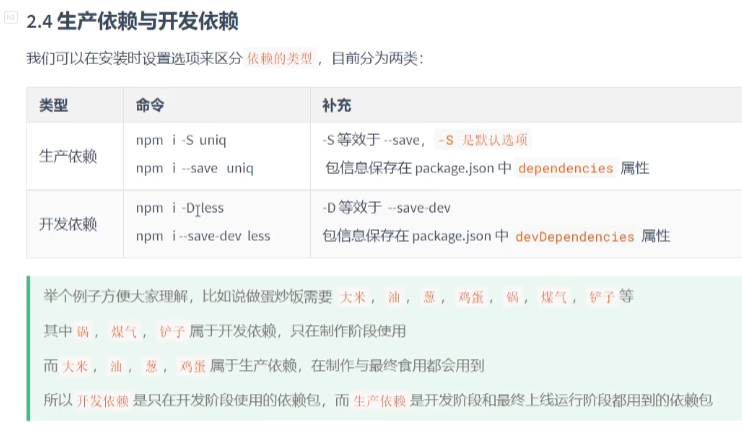 2.4 生产依赖与开发依赖
我们可以在安装时设置选项来区分 依赖的类型 ，目前分为两类：
类型 命令 补充
生产依赖
npm i -S uniq
npm i --save uniq
-S 等效于 --save， -S 是默认选项
包信息保存在 package.json 中 dependencies 属性
开发依赖
npm i -D less
npm i --save-dev less
-D 等效于 --save-dev
包信息保存在 package.json 中 devDependencies 属性
举个例子方便大家理解，比如说做蛋炒饭需要 大米 ， 油 ， 葱 ， 鸡蛋 ， 锅 ， 煤气 ， 铲子 等
其中 锅 ， 煤气 ， 铲子 属于开发依赖，只在制作阶段使用
而 大米 ， 油 ， 葱 ， 鸡蛋 属于生产依赖，在制作与最终食用都会用到
所以 开发依赖 是只在开发阶段使用的依赖包，而 生产依赖 是开发阶段和最终上线运行阶段都用到的依赖包